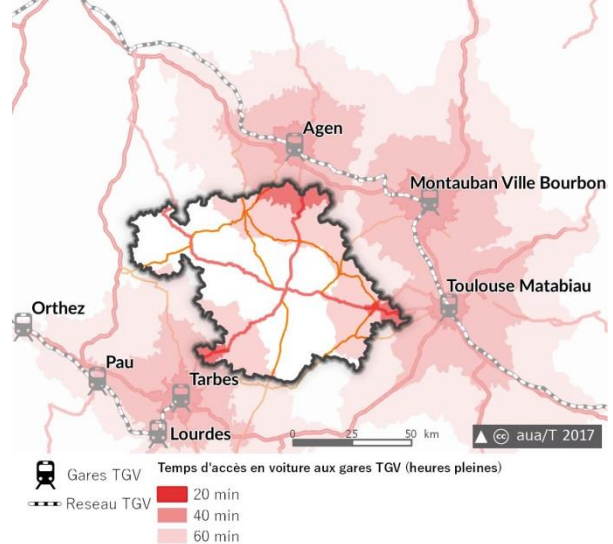 Agen
Montauban Ville Bourbon
Toulouse Matabiau
Orthez
Pau
Tarbes
Lourdes
0 25 50 km
cc aua/T 2017
Gares TGV
Reseau TGV
Temps d'accès en voiture aux gares TGV (heures pleines)
20 min
40 min
60 min